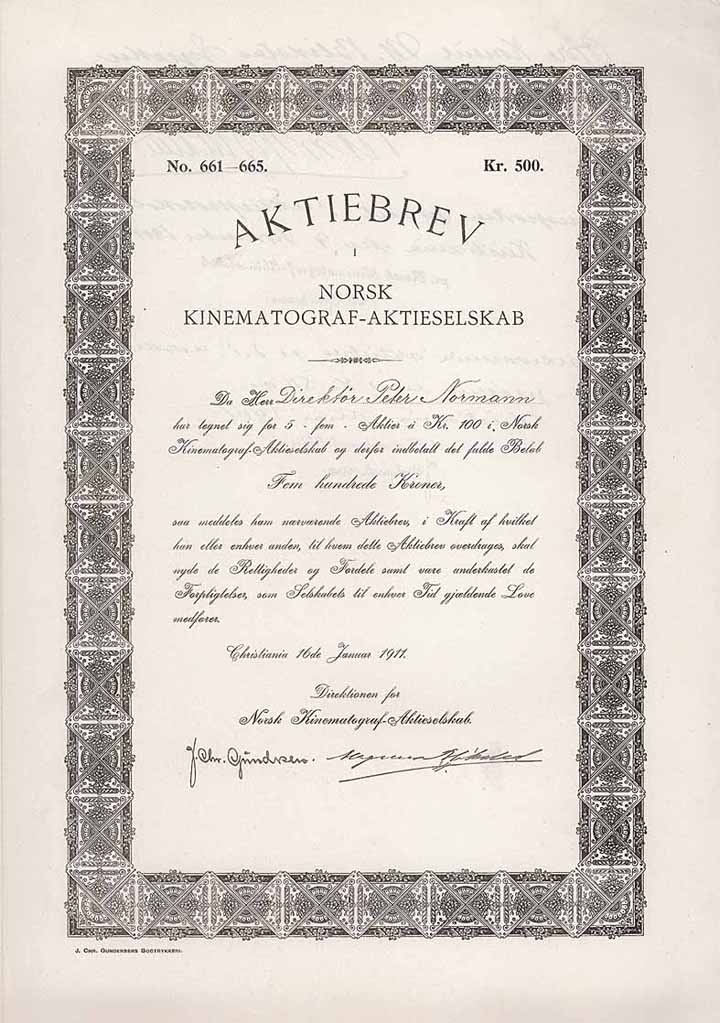 No. 661—665. Kr. 500.
AKTIEBREV
I
NORSK
KINEMATOGRAF-AKTIESELSKAB
Da Herr Direktör Peter Normann
har tegnet sig for 5 - fem - Aktier à Kr. 100 i Norsk
Kinematograf-Aktieselskab og derfor indbetalt det fulde Beløb
Fem hundrede Kroner,
saa meddeles ham nærværende Aktiebrev, i Kraft af hvilket
han eller enhver anden, til hvem dette Aktiebrev overdrages, skal
nyde de Rettigheder og Fordele samt være underkastet de
Forpligtelser, som Selskabets til enhver Tid gjældende Love
medfører.
Christiania 16de Januar 1911.
Direktionen for
Norsk Kinematograf-Aktieselskab.
J. Chr. Gundersen.
J. CHR. GUNDERSENS BOGTRYKKERI.